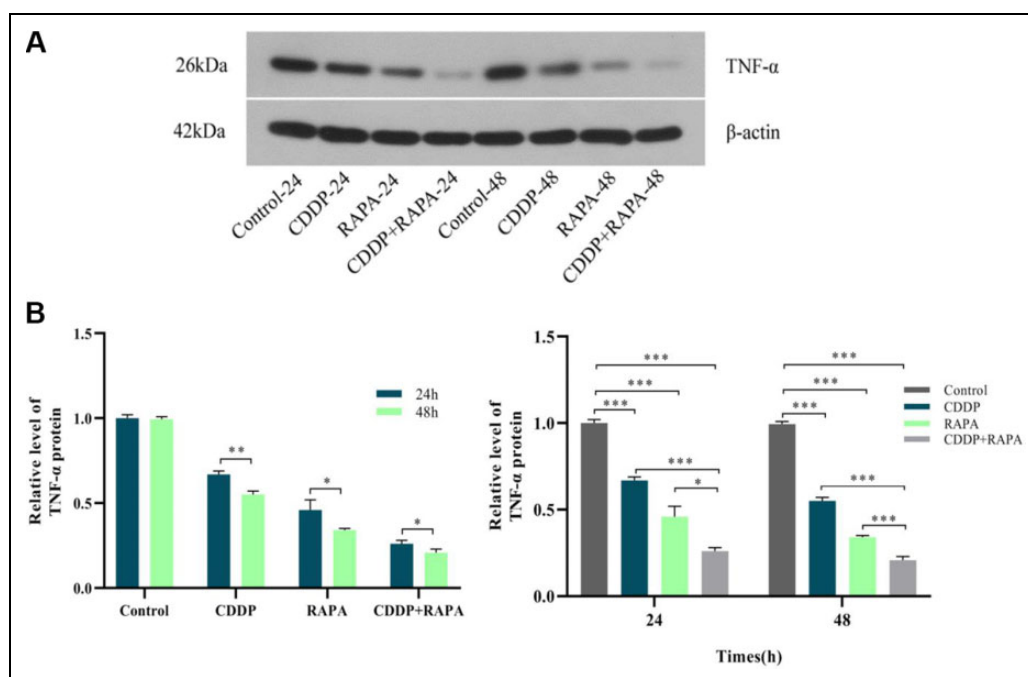 A
26kDa
TNF-α
42kDa
β-actin
Control-24
CDDP-24
RAPA-24
CDDP+RAPA-24
Control-48
CDDP-48
RAPA-48
CDDP+RAPA-48
B
Relative level of
TNF-α protein
1.5
1.0
0.5
0.0
24h
48h
**
*
*
Control
CDDP
RAPA
CDDP+RAPA
Relative level of
TNF-α protein
1.5
1.0
0.5
0.0
***
***
***
***
*
***
***
***
***
***
Control
CDDP
RAPA
CDDP+RAPA
24
48
Times(h)